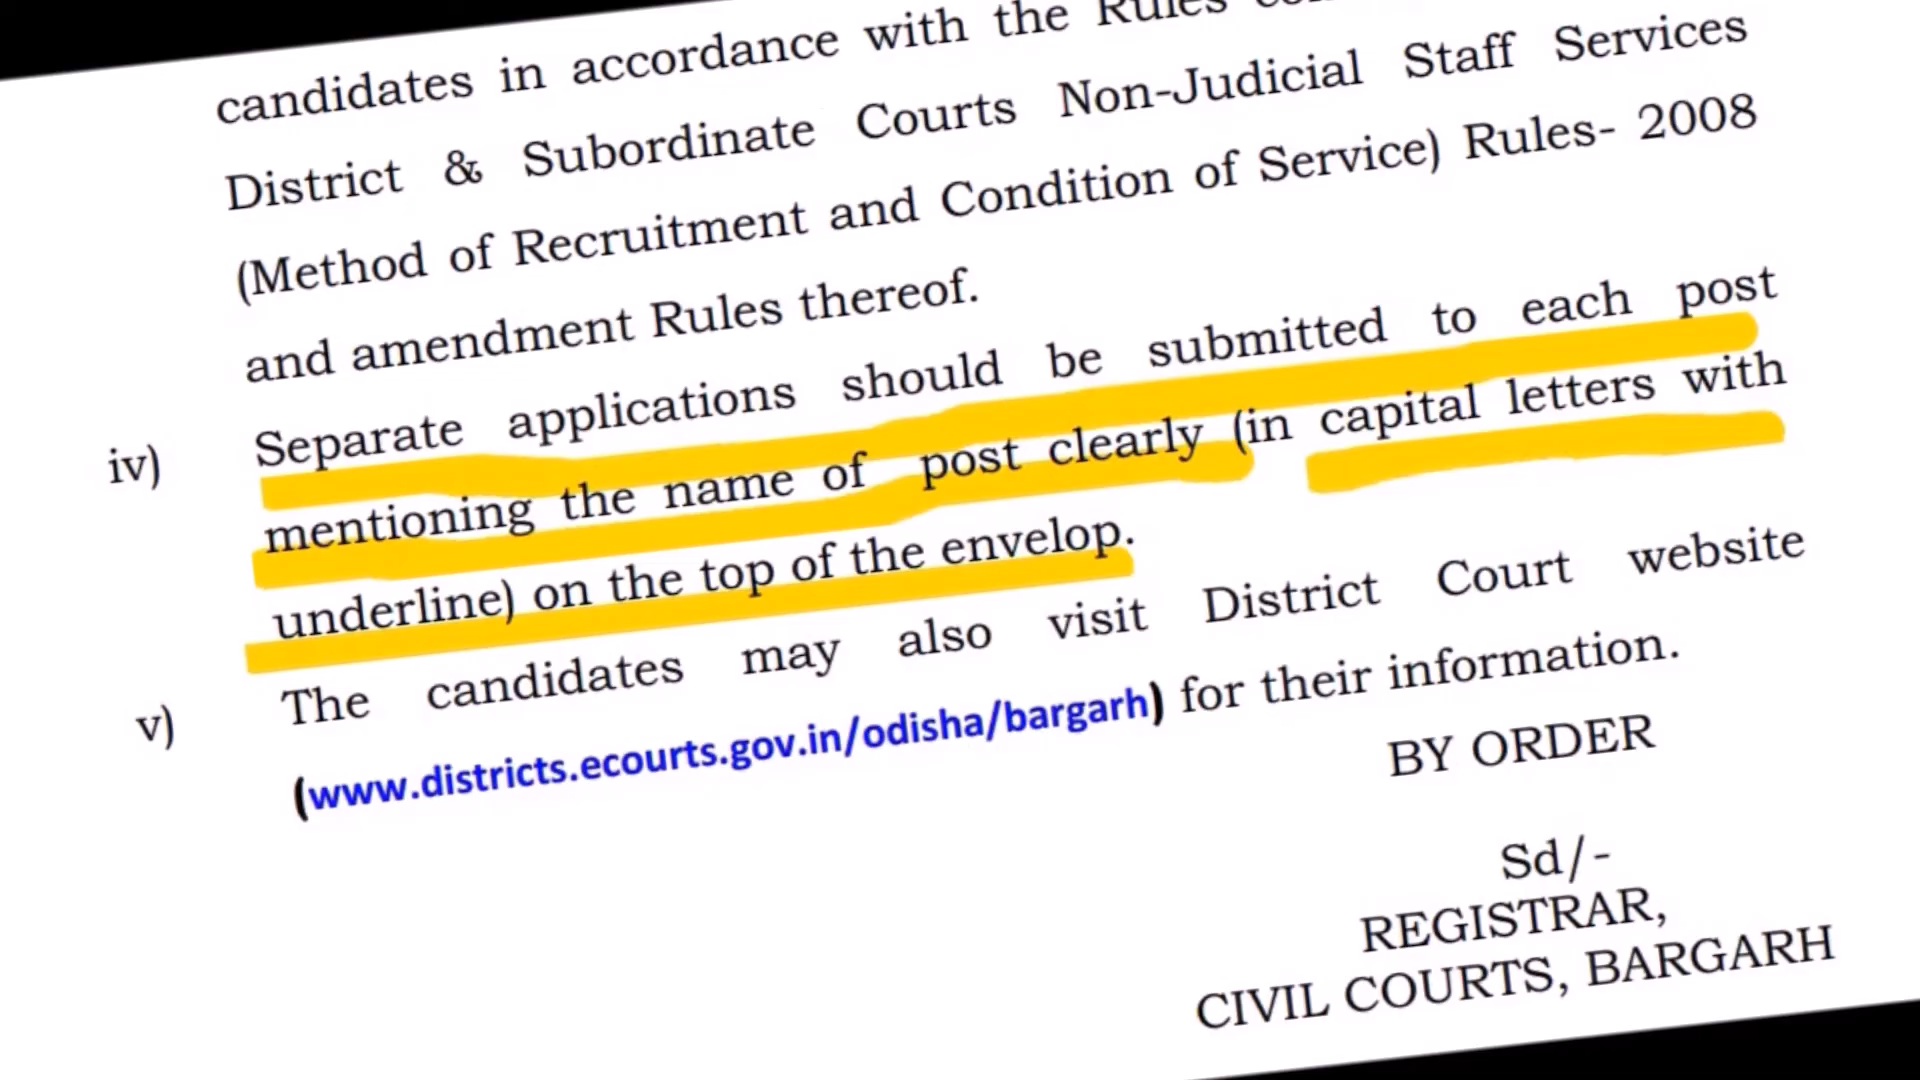 candidates in accordance with the Rules
District & Subordinate Courts Non-Judicial Staff Services
(Method of Recruitment and Condition of Service) Rules- 2008
and amendment Rules thereof.
iv) Separate applications should be submitted to each post
mentioning the name of post clearly (in capital letters with
underline) on the top of the envelop.
v) The candidates may also visit District Court website
(www.districts.ecourts.gov.in/odisha/bargarh) for their information.
BY ORDER
Sd/-
REGISTRAR,
CIVIL COURTS, BARGARH